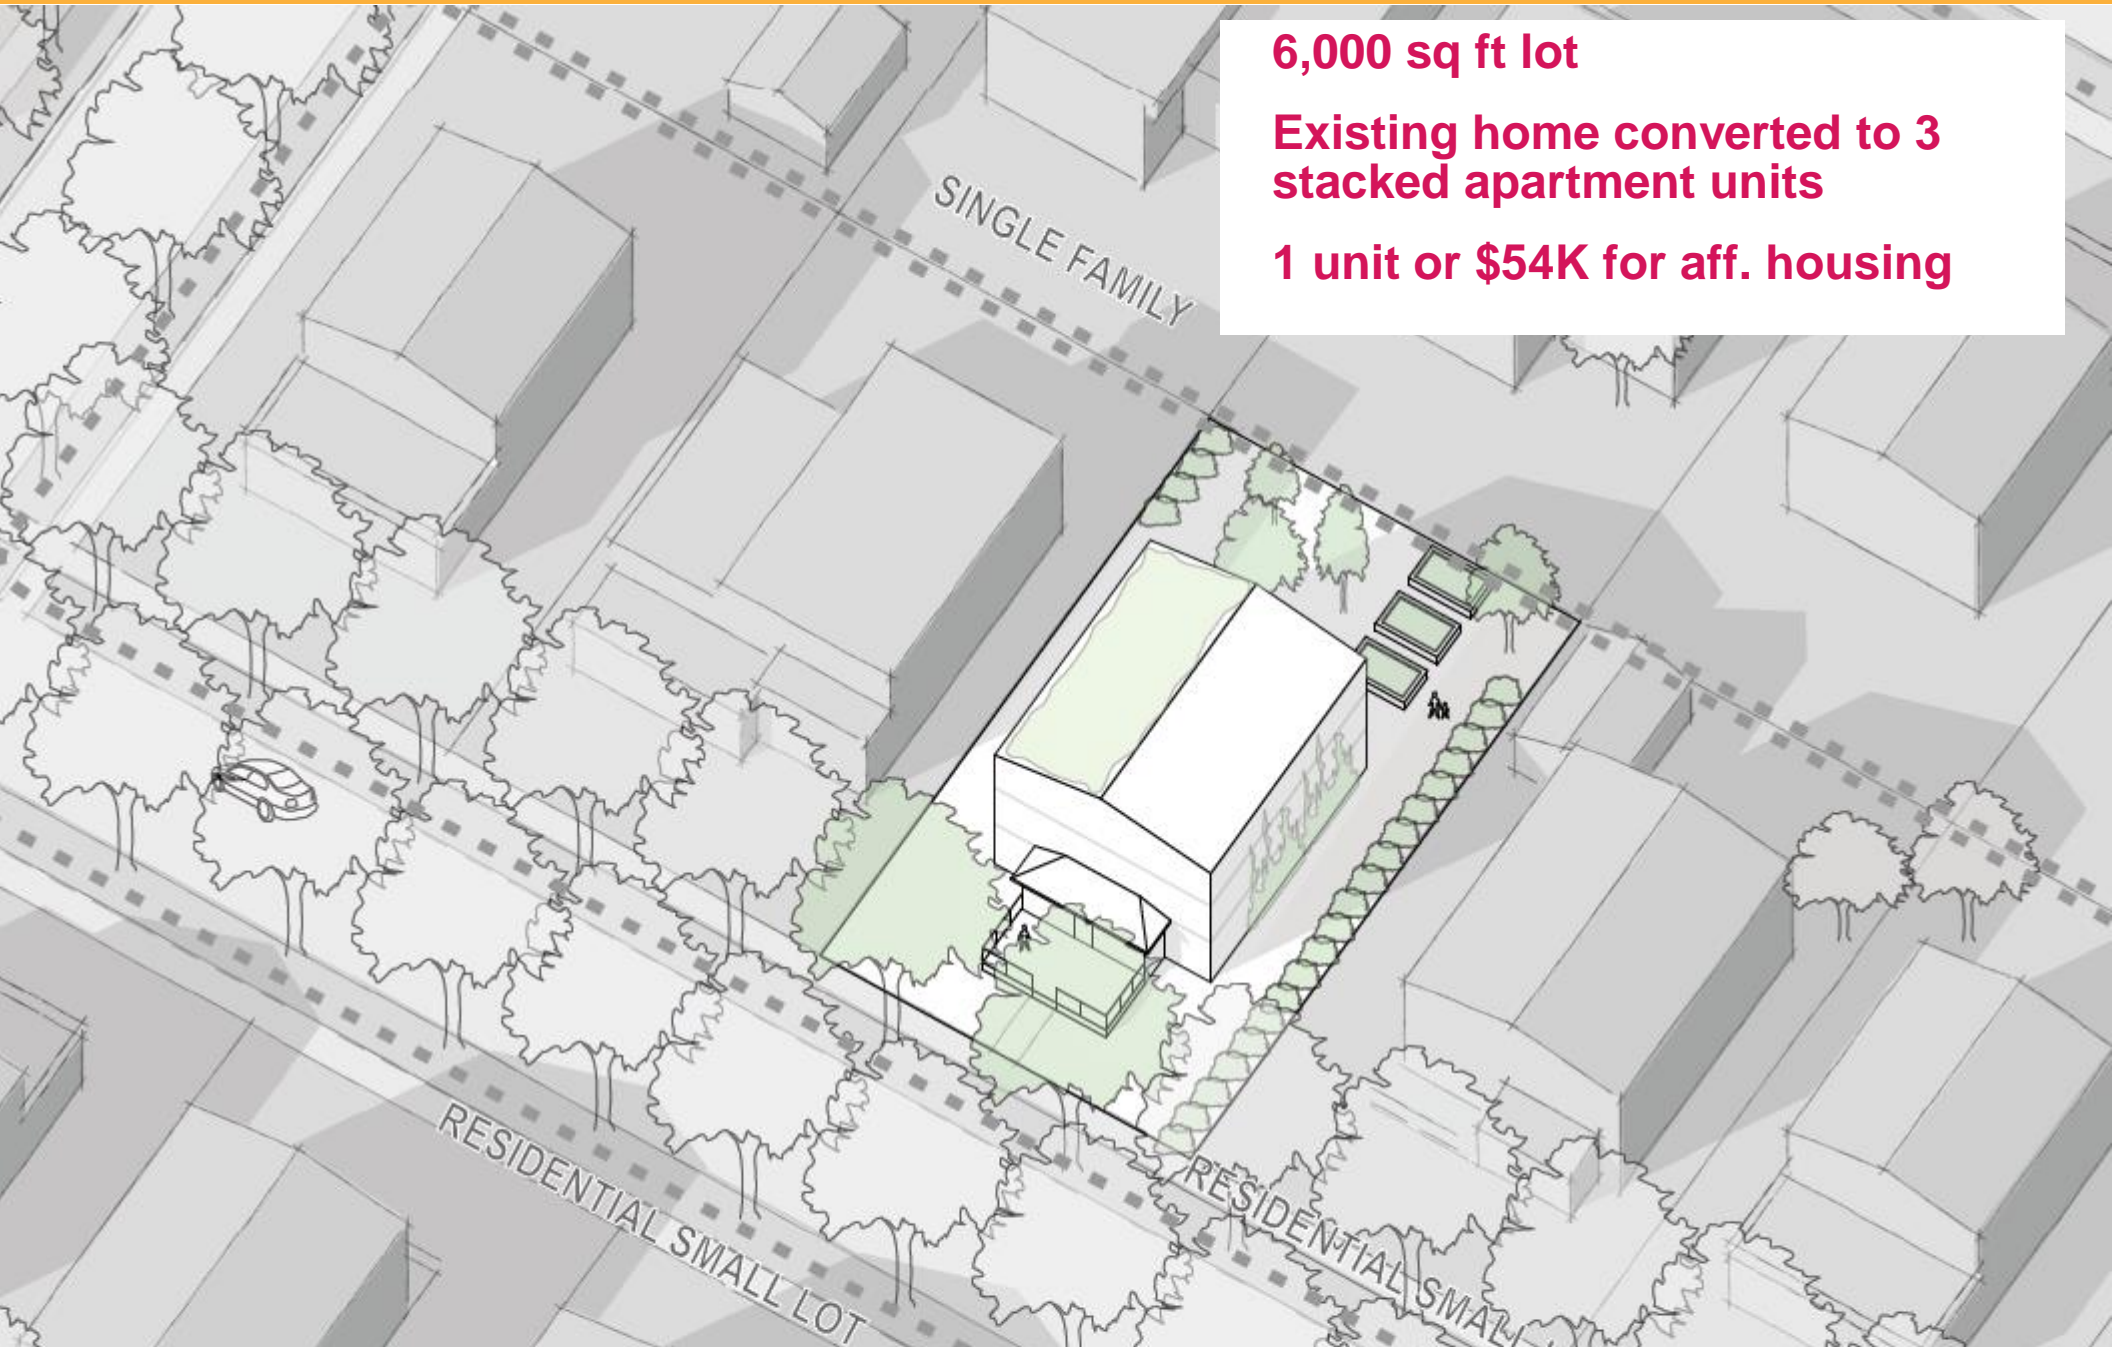 6,000 sq ft lot
Existing home converted to 3
stacked apartment units
1 unit or $54K for aff. housing
SINGLE FAMILY
RESIDENTIAL SMALL LOT
RESIDENTIAL SMALL